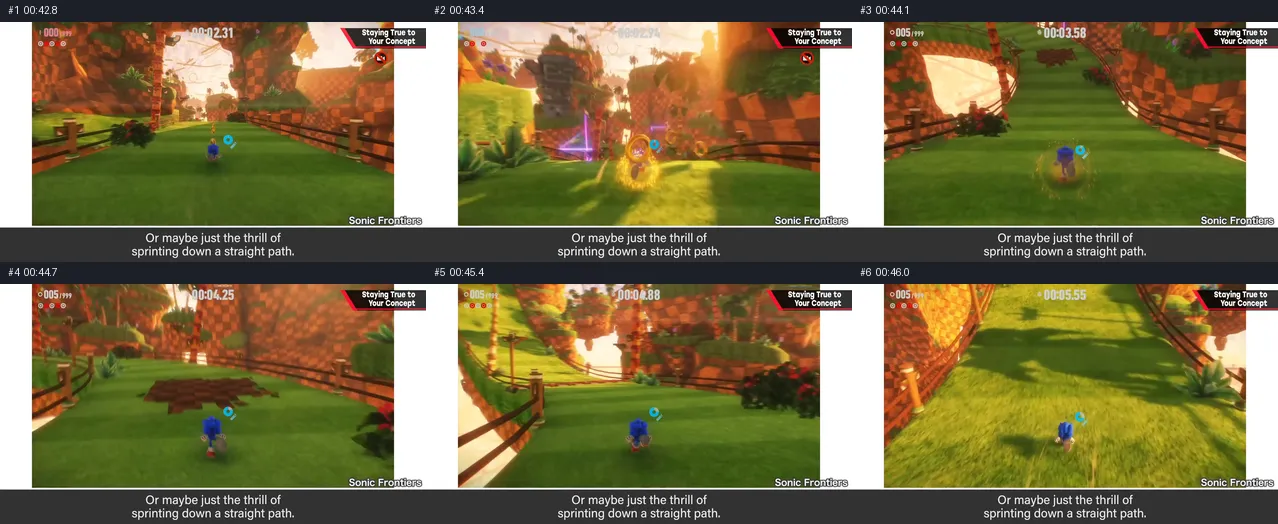 #1 00:42.8
000/999
00:02.31
Staying True to
Your Concept
Sonic Frontiers
Or maybe just the thrill of
sprinting down a straight path.
#2 00:43.4
Staying True to
Your Concept
Sonic Frontiers
Or maybe just the thrill of
sprinting down a straight path.
#3 00:44.1
005/999
00:03.58
Staying True to
Your Concept
Sonic Frontiers
Or maybe just the thrill of
sprinting down a straight path.
#4 00:44.7
005/999
00:04.25
Staying True to
Your Concept
Sonic Frontiers
Or maybe just the thrill of
sprinting down a straight path.
#5 00:45.4
005/999
00:04.88
Staying True to
Your Concept
Sonic Frontiers
Or maybe just the thrill of
sprinting down a straight path.
#6 00:46.0
005/999
00:05.55
Staying True to
Your Concept
Sonic Frontiers
Or maybe just the thrill of
sprinting down a straight path.